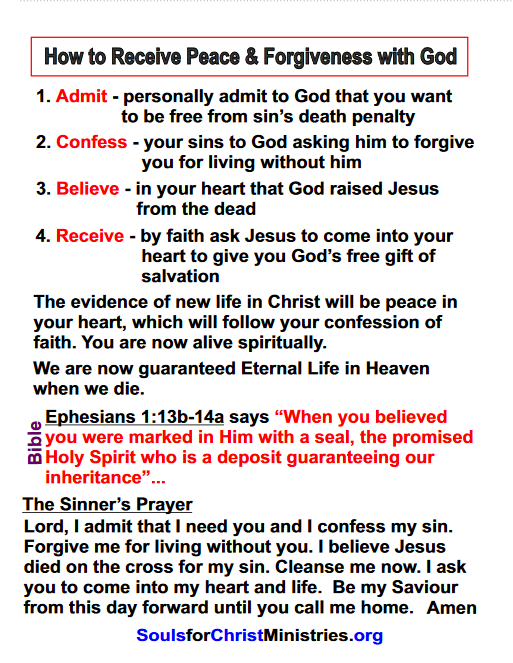 How to Receive Peace & Forgiveness with God
1. Admit - personally admit to God that you want
to be free from sin's death penalty
2. Confess - your sins to God asking him to forgive
you for living without him
3. Believe - in your heart that God raised Jesus
from the dead
4. Receive - by faith ask Jesus to come into your
heart to give you God's free gift of
salvation
The evidence of new life in Christ will be peace in
your heart, which will follow your confession of
faith. You are now alive spiritually.
We are now guaranteed Eternal Life in Heaven
when we die.
Bible
Ephesians 1:13b-14a says “When you believed
you were marked in Him with a seal, the promised
Holy Spirit who is a deposit guaranteeing our
inheritance”...
The Sinner's Prayer
Lord, I admit that I need you and I confess my sin.
Forgive me for living without you. I believe Jesus
died on the cross for my sin. Cleanse me now. I ask
you to come into my heart and life. Be my Saviour
from this day forward until you call me home. Amen
SoulsforChristMinistries.org